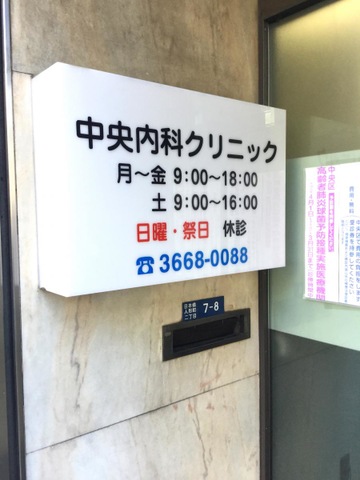 中央内科クリニック
月～金 9:00～18:00
土 9:00～16:00
日曜・祭日 休診
☎3668-0088
日本橋
人形町
二丁目
7-8
中央区
高齢者肺炎球菌予防接種実施医療機関